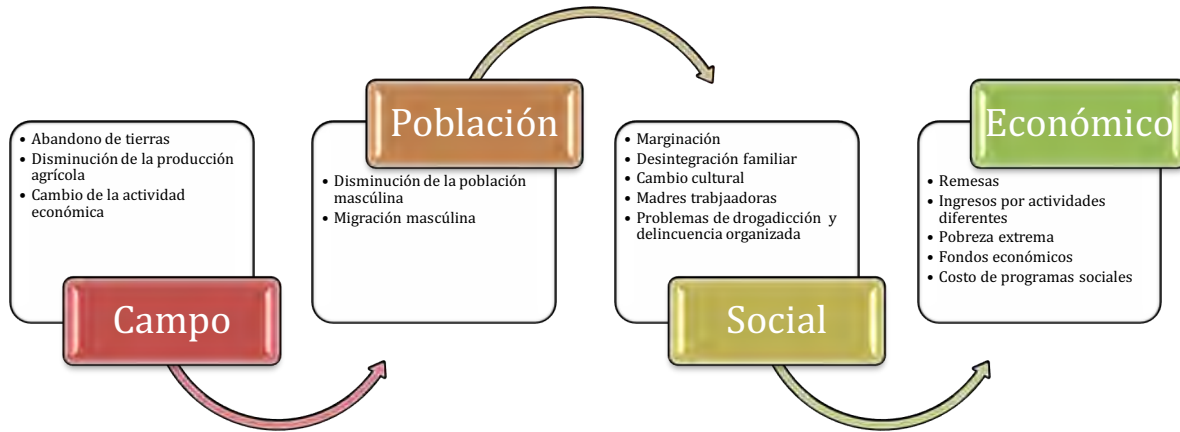 • Abandono de tierras
• Disminución de la producción
agrícola
• Cambio de la actividad
económica
Campo
Población
• Disminución de la población
mascúlina
• Migración mascúlina
• Marginación
• Desintegración familiar
• Cambio cultural
• Madres trabjaadoras
• Problemas de drogadicción y
delincuencia organizada
Social
Económico
• Remesas
• Ingresos por actividades
diferentes
• Pobreza extrema
• Fondos económicos
• Costo de programas sociales